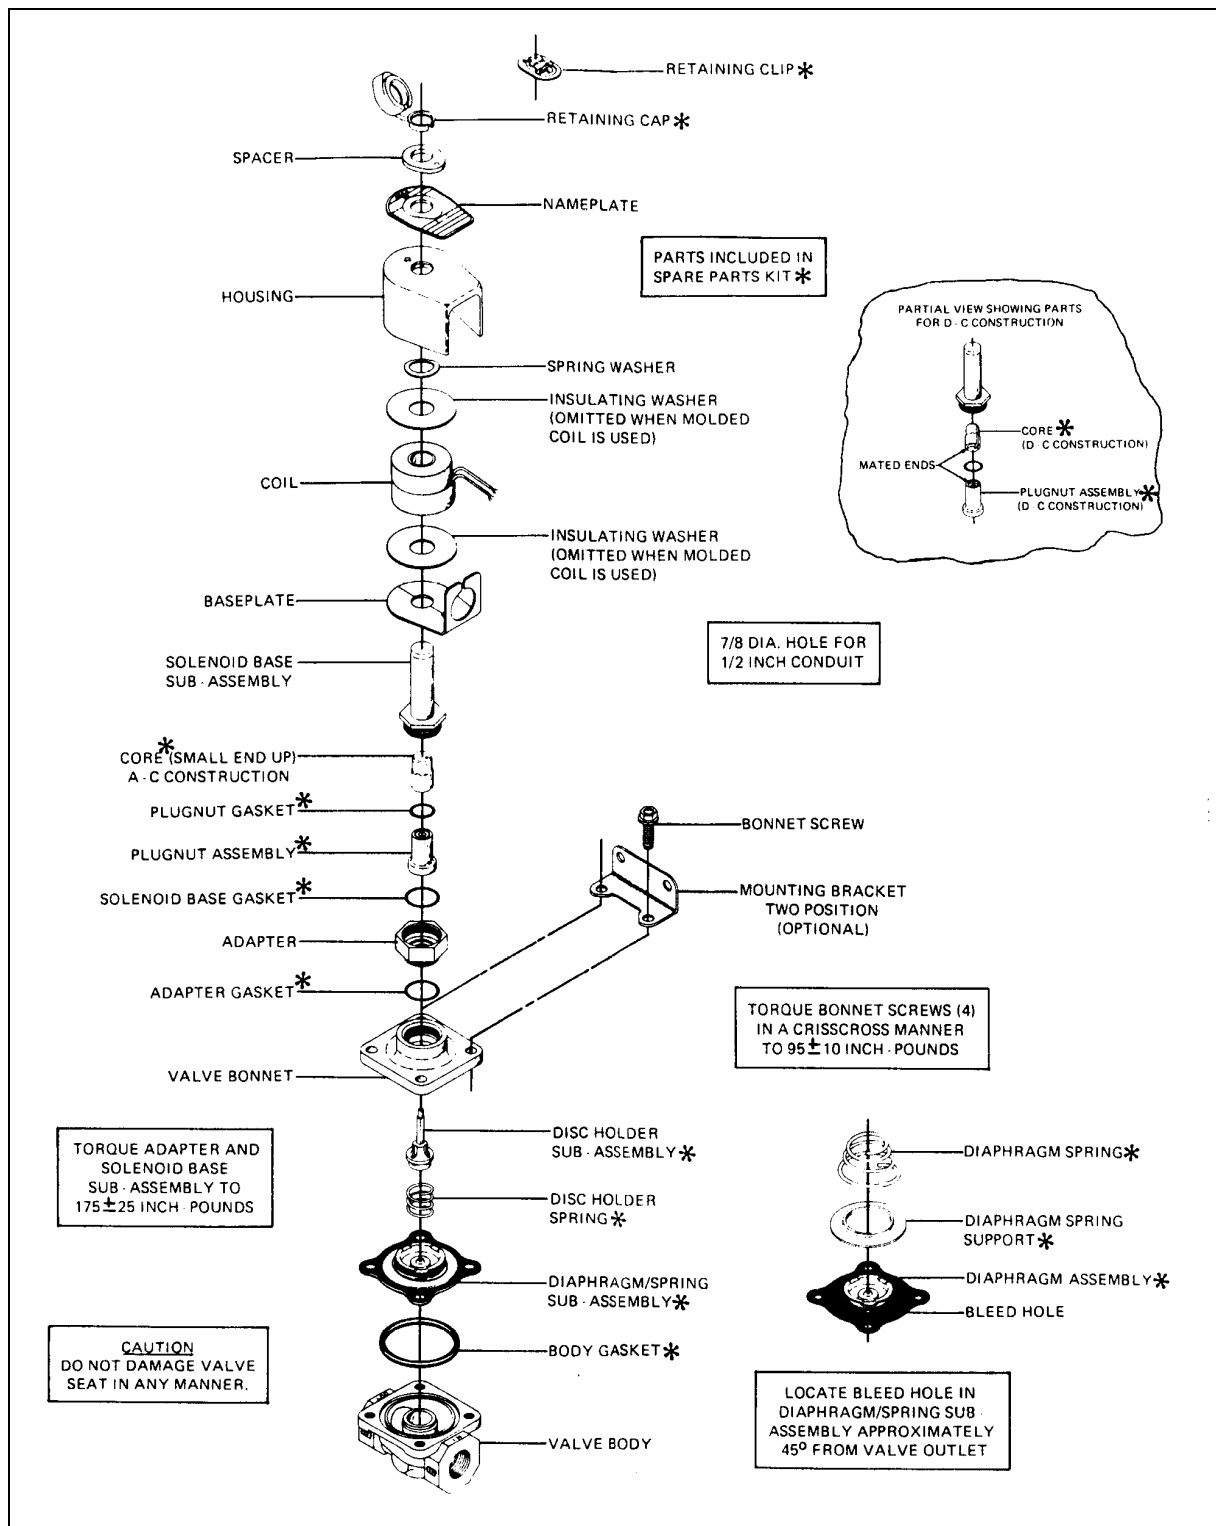 RETAINING CLIP*
RETAINING CAP*
SPACER
NAMEPLATE
PARTS INCLUDED IN
SPARE PARTS KIT*
HOUSING
PARTIAL VIEW SHOWING PARTS
FOR D-C CONSTRUCTION
SPRING WASHER
INSULATING WASHER
(OMITTED WHEN MOLDED
COIL IS USED)
CORE*
(D-C CONSTRUCTION)
MATED ENDS
PLUGNUT ASSEMBLY*
(D-C CONSTRUCTION)
COIL
INSULATING WASHER
(OMITTED WHEN MOLDED
COIL IS USED)
BASEPLATE
7/8 DIA. HOLE FOR
1/2 INCH CONDUIT
SOLENOID BASE
SUB-ASSEMBLY
CORE*(SMALL END UP)
A-C CONSTRUCTION
PLUGNUT GASKET*
BONNET SCREW
PLUGNUT ASSEMBLY*
SOLENOID BASE GASKET*
MOUNTING BRACKET
TWO POSITION
(OPTIONAL)
ADAPTER
ADAPTER GASKET*
TORQUE BONNET SCREWS (4)
IN A CRISSCROSS MANNER
TO 95±10 INCH-POUNDS
VALVE BONNET
TORQUE ADAPTER AND
SOLENOID BASE
SUB-ASSEMBLY TO
175±25 INCH-POUNDS
DISC HOLDER
SUB-ASSEMBLY*
DIAPHRAGM SPRING*
DISC HOLDER
SPRING*
DIAPHRAGM SPRING
SUPPORT*
DIAPHRAGM/SPRING
SUB-ASSEMBLY*
DIAPHRAGM ASSEMBLY*
BLEED HOLE
CAUTION
DO NOT DAMAGE VALVE
SEAT IN ANY MANNER.
BODY GASKET*
LOCATE BLEED HOLE IN
DIAPHRAGM/SPRING SUB-
ASSEMBLY APPROXIMATELY
45° FROM VALVE OUTLET
VALVE BODY